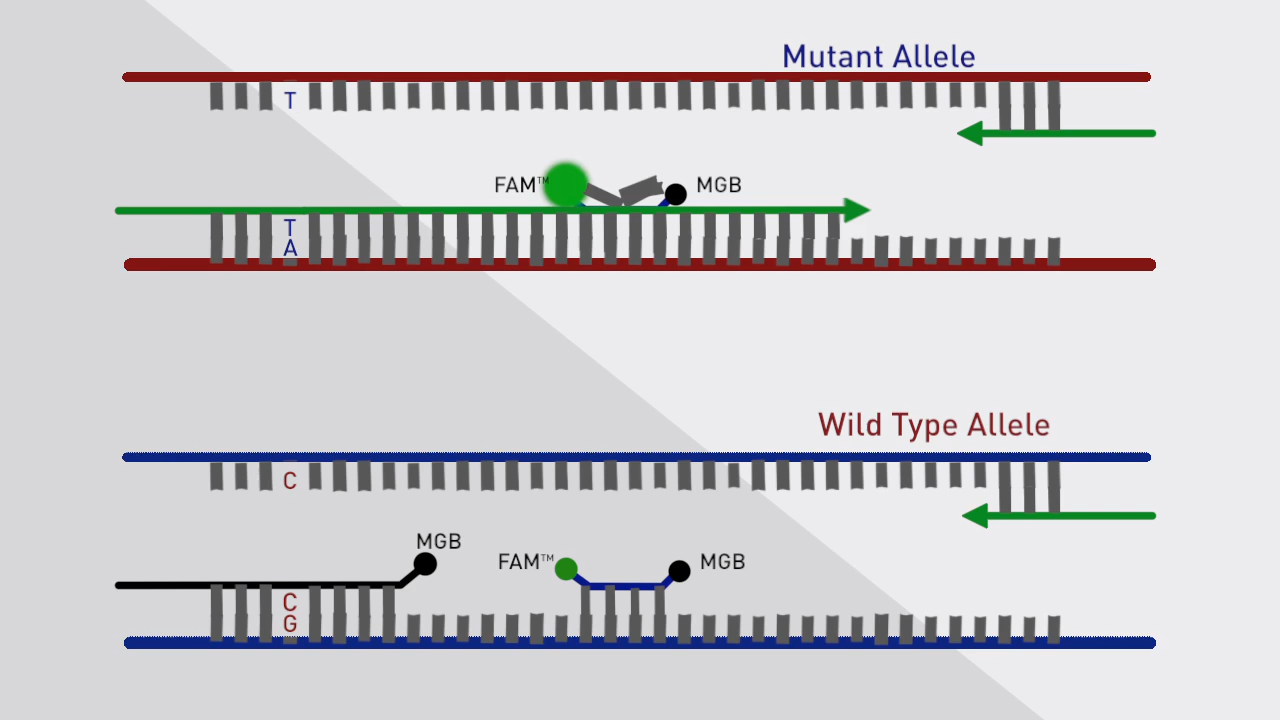 Mutant Allele
T
FAM™ MGB
T
A
Wild Type Allele
C
MGB
FAM™ MGB
C
G